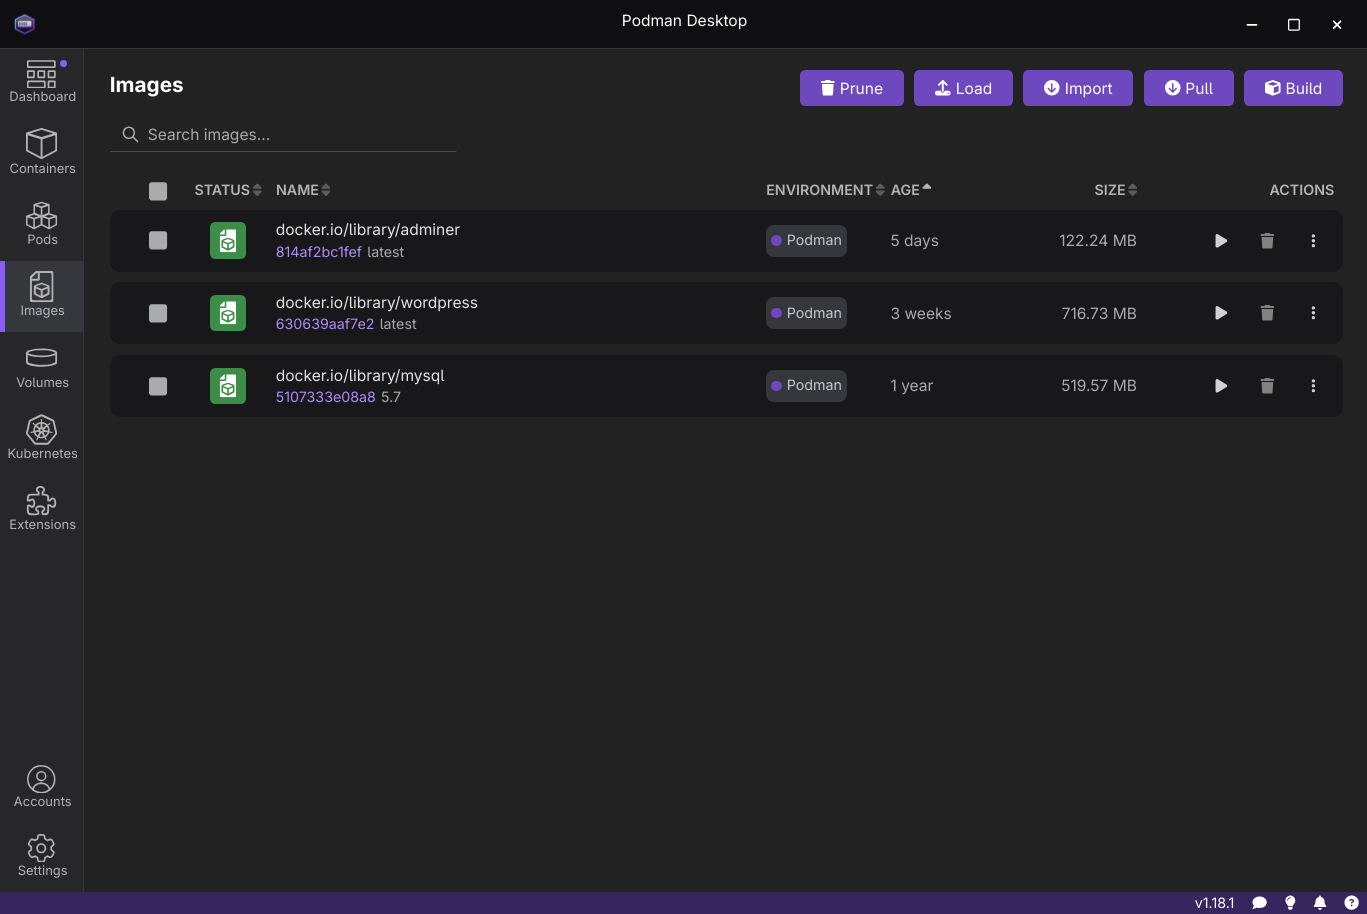 Podman Desktop
Dashboard
Containers
Pods
Images
Volumes
Kubernetes
Extensions
Accounts
Settings
Images
Prune
Load
Import
Pull
Build
Search images...
STATUS NAME ENVIRONMENT AGE SIZE ACTIONS
docker.io/library/adminer
814af2bc1fef latest
Podman
5 days
122.24 MB
docker.io/library/wordpress
630639aaf7e2 latest
Podman
3 weeks
716.73 MB
docker.io/library/mysql
5107333e08a8 5.7
Podman
1 year
519.57 MB
v1.18.1